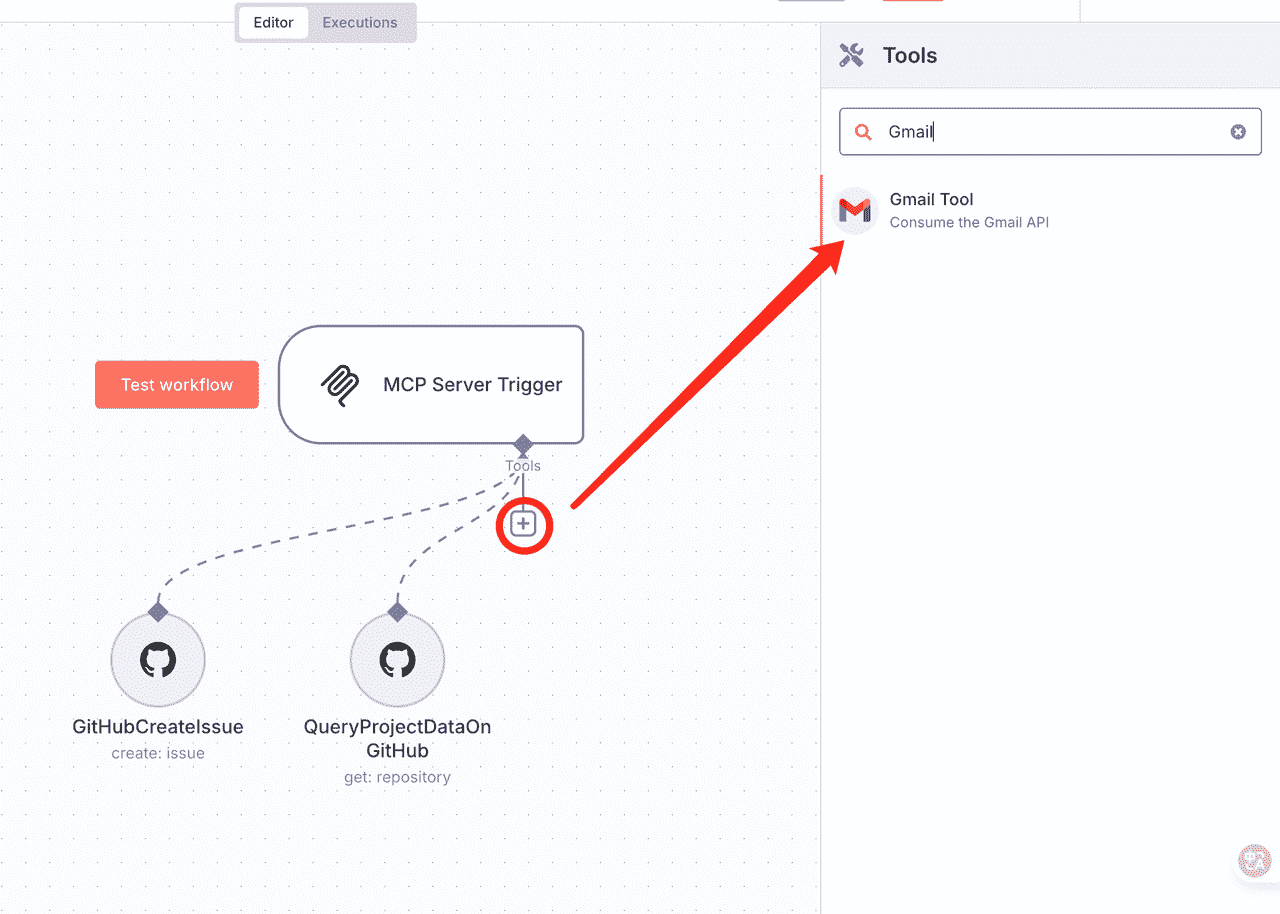 Editor Executions
Tools
Gmail
Gmail Tool
Consume the Gmail API
Test workflow
MCP Server Trigger
Tools
GitHubCreateIssue
create: issue
QueryProjectDataOn
GitHub
get: repository